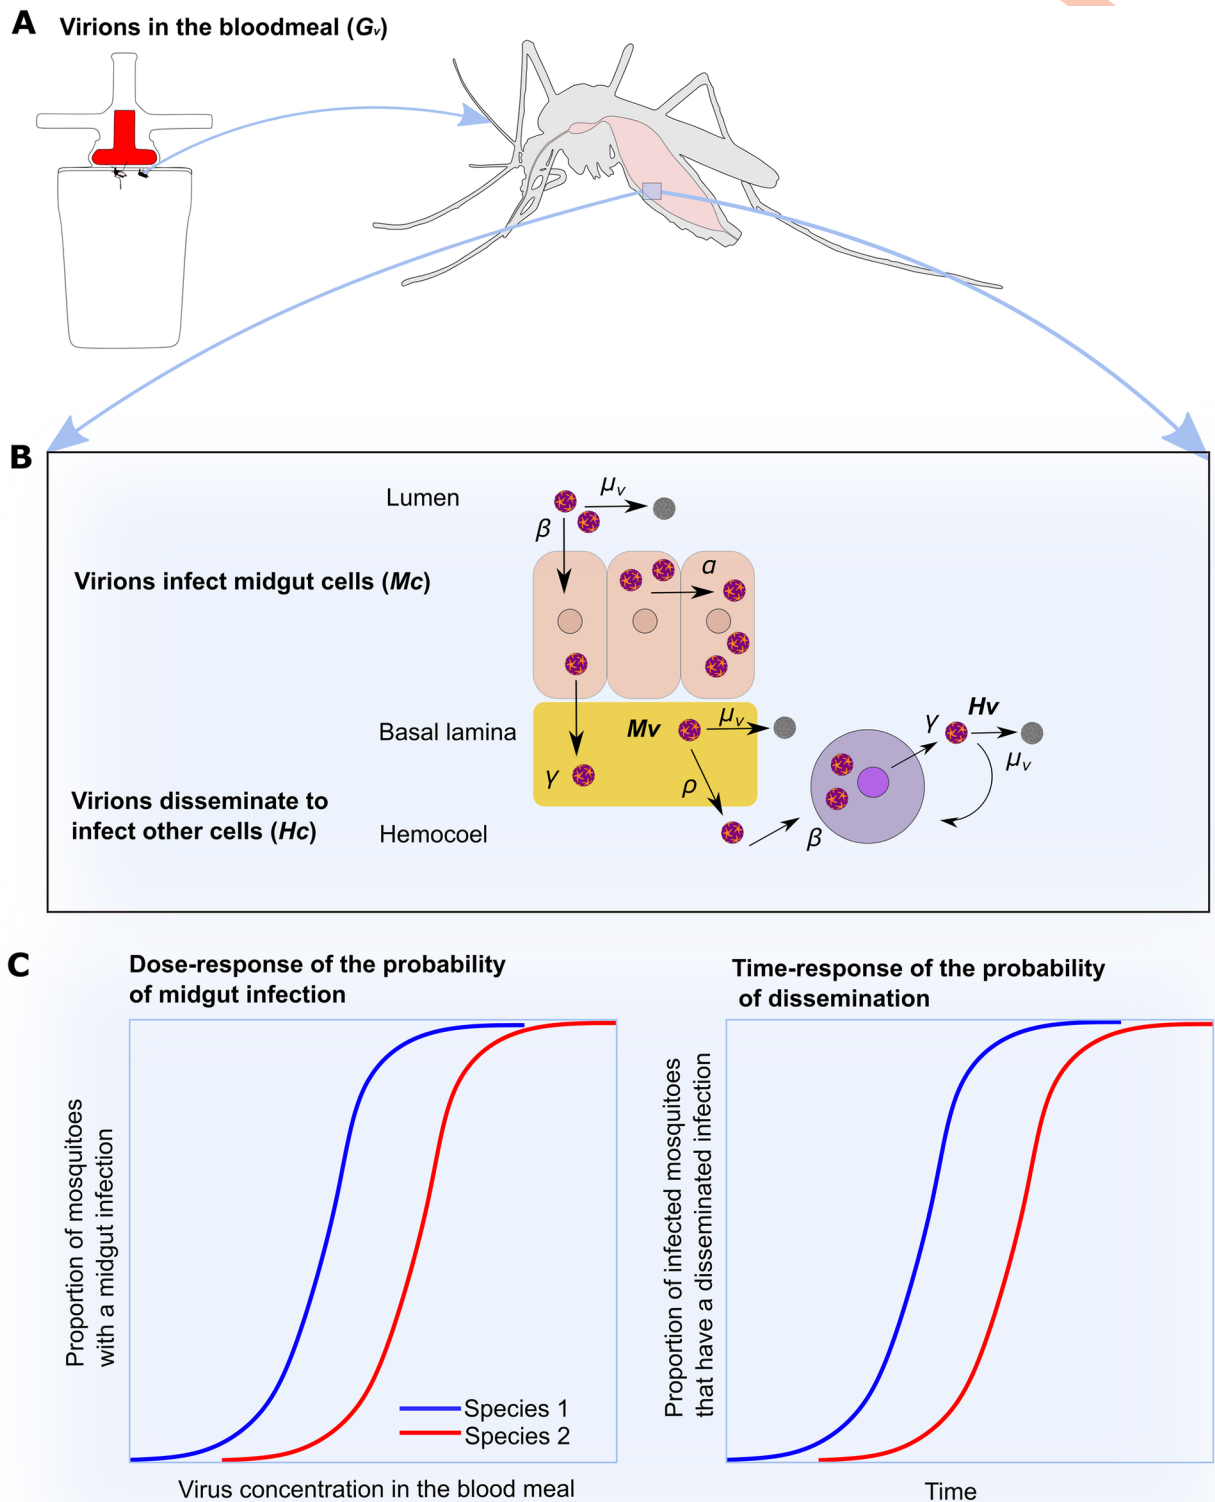 A
Virions in the bloodmeal (Gv)
B
Lumen
μv
β
Virions infect midgut cells (Mc)
a
Basal lamina
Mv
μv
γ
ρ
γ
Hv
μv
Virions disseminate to
infect other cells (Hc)
Hemocoel
β
C
Dose-response of the probability
of midgut infection
Proportion of mosquitoes
with a midgut infection
Species 1
Species 2
Virus concentration in the blood meal
Time-response of the probability
of dissemination
Proportion of infected mosquitoes
that have a disseminated infection
Time